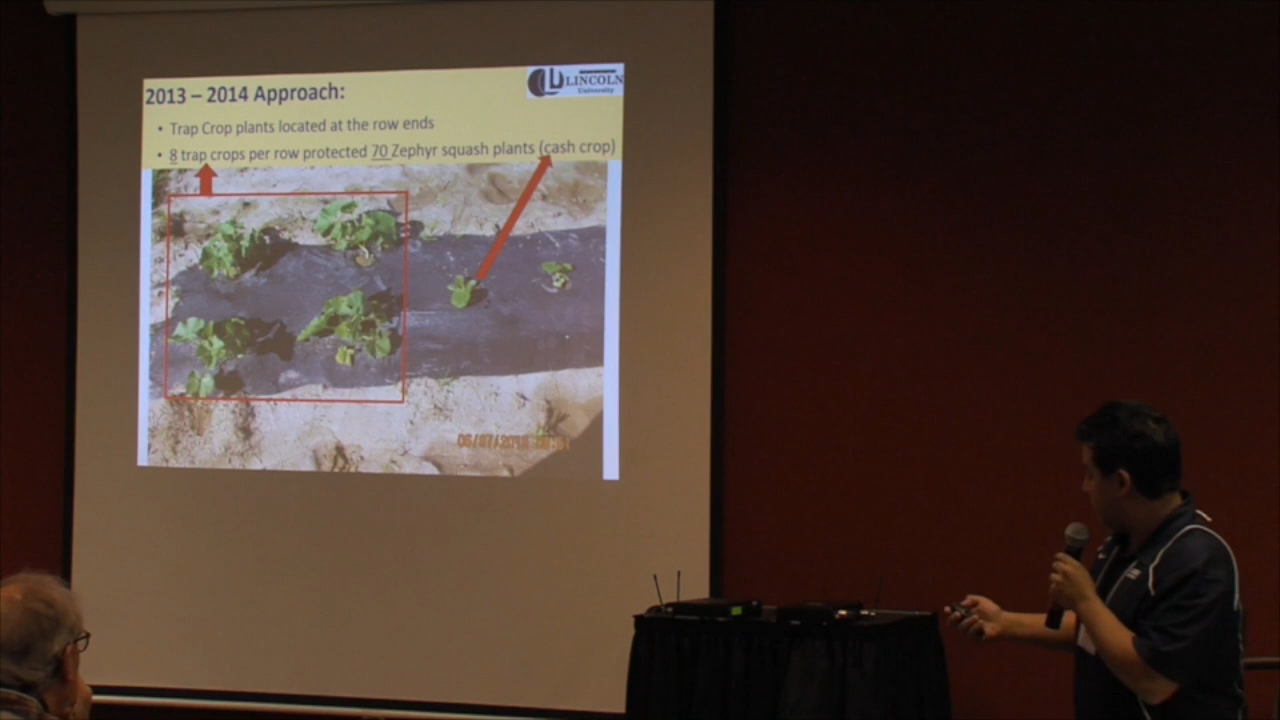 2013 – 2014 Approach:
LINCOLN
University
• Trap Crop plants located at the row ends
• 8 trap crops per row protected 70 Zephyr squash plants (cash crop)